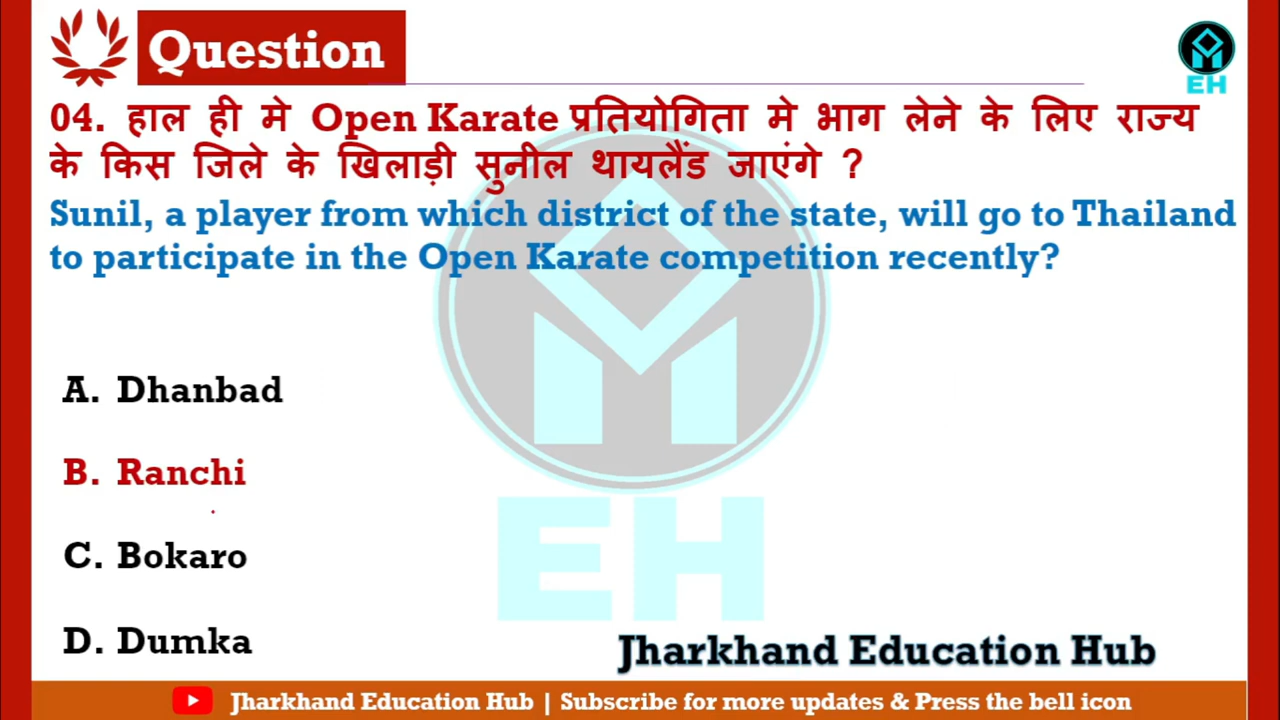 Question
EH
04. हाल ही मे Open Karate प्रतियोगिता मे भाग लेने के लिए राज्य
के किस जिले के खिलाड़ी सुनील थायलैंड जाएंगे ?
Sunil, a player from which district of the state, will go to Thailand
to participate in the Open Karate competition recently?
A. Dhanbad
B. Ranchi
C. Bokaro
D. Dumka
EH
Jharkhand Education Hub
Jharkhand Education Hub | Subscribe for more updates & Press the bell icon